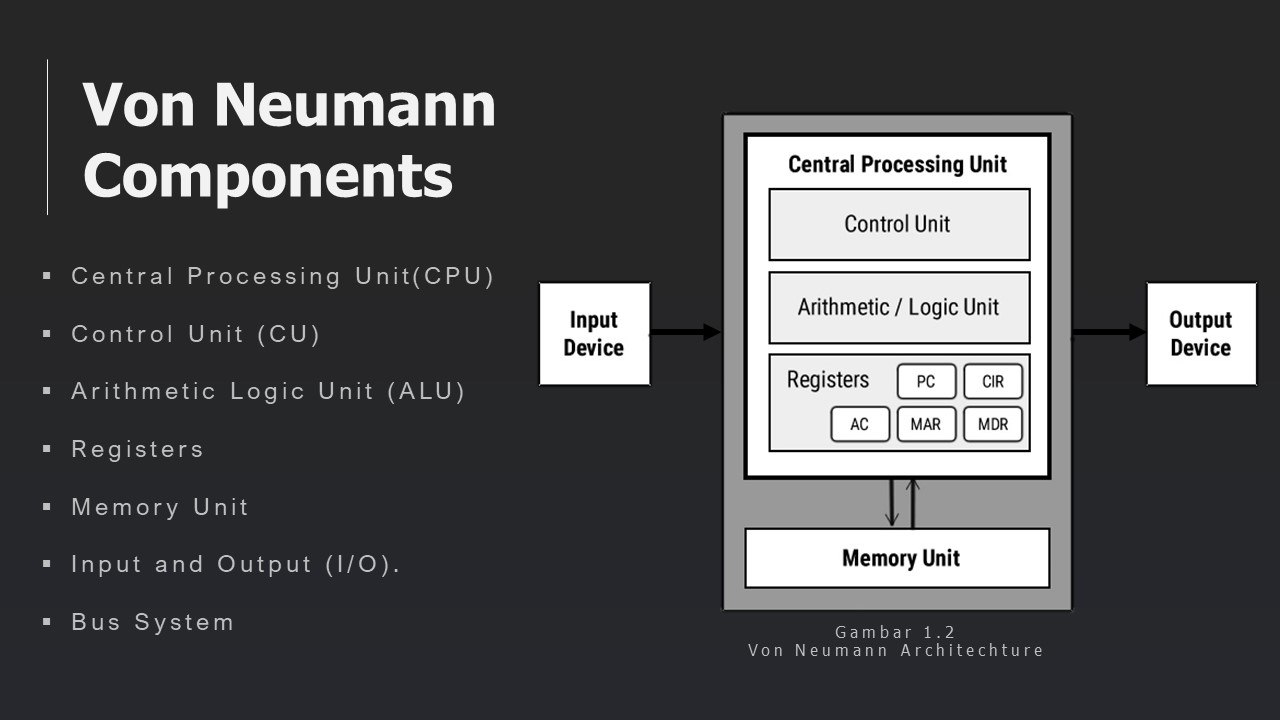 Von Neumann
Components
▪ Central Processing Unit(CPU)
▪ Control Unit (CU)
▪ Arithmetic Logic Unit (ALU)
▪ Registers
▪ Memory Unit
▪ Input and Output (I/O).
▪ Bus System
Input
Device
Central Processing Unit
Control Unit
Arithmetic / Logic Unit
Registers PC CIR
AC MAR MDR
Memory Unit
Output
Device
Gambar 1.2
Von Neumann Architechture